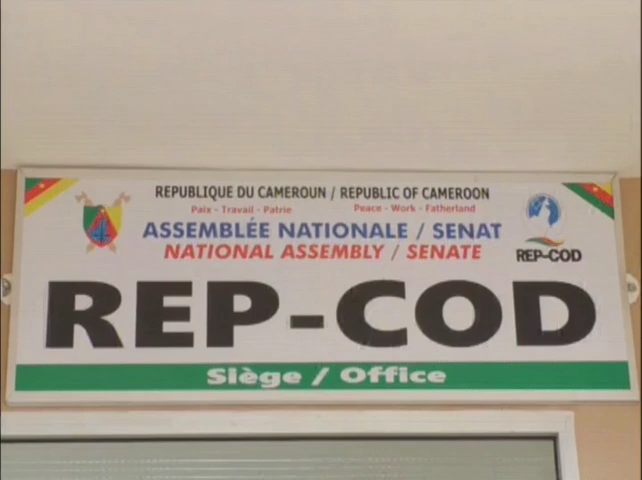 REPUBLIQUE DU CAMEROUN / REPUBLIC OF CAMEROON
Paix - Travail - Patrie Peace - Work - Fatherland
ASSEMBLÉE NATIONALE / SENAT
NATIONAL ASSEMBLY / SENATE
REP-COD
REP-COD
Siège / Office